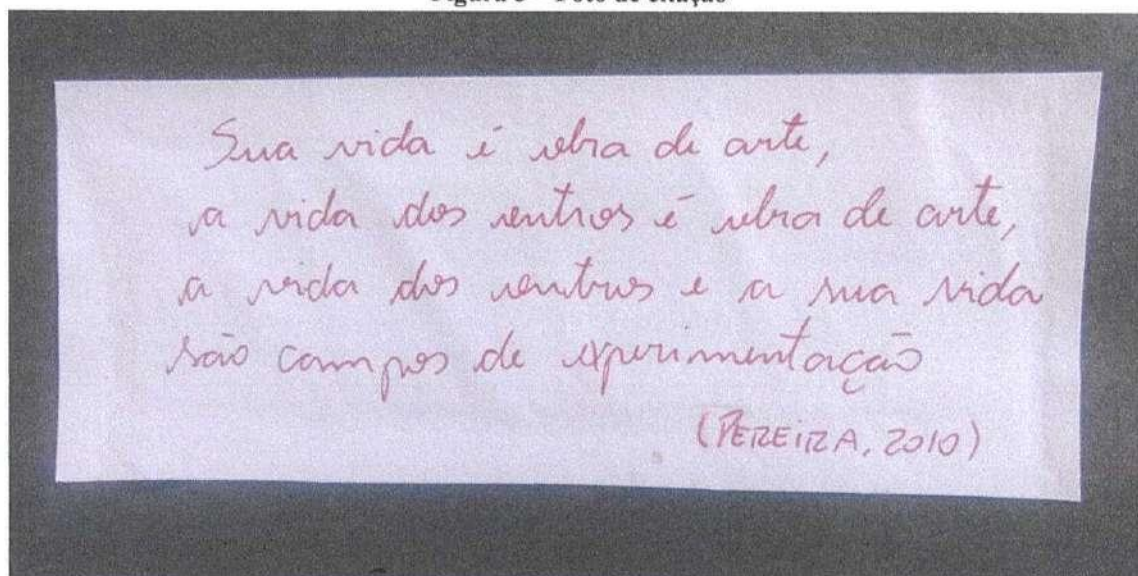 Sua vida é obra de arte,
a vida dos outros é obra de arte,
a vida dos outros e a sua vida
são campos de experimentação
(PEREIRA, 2010)